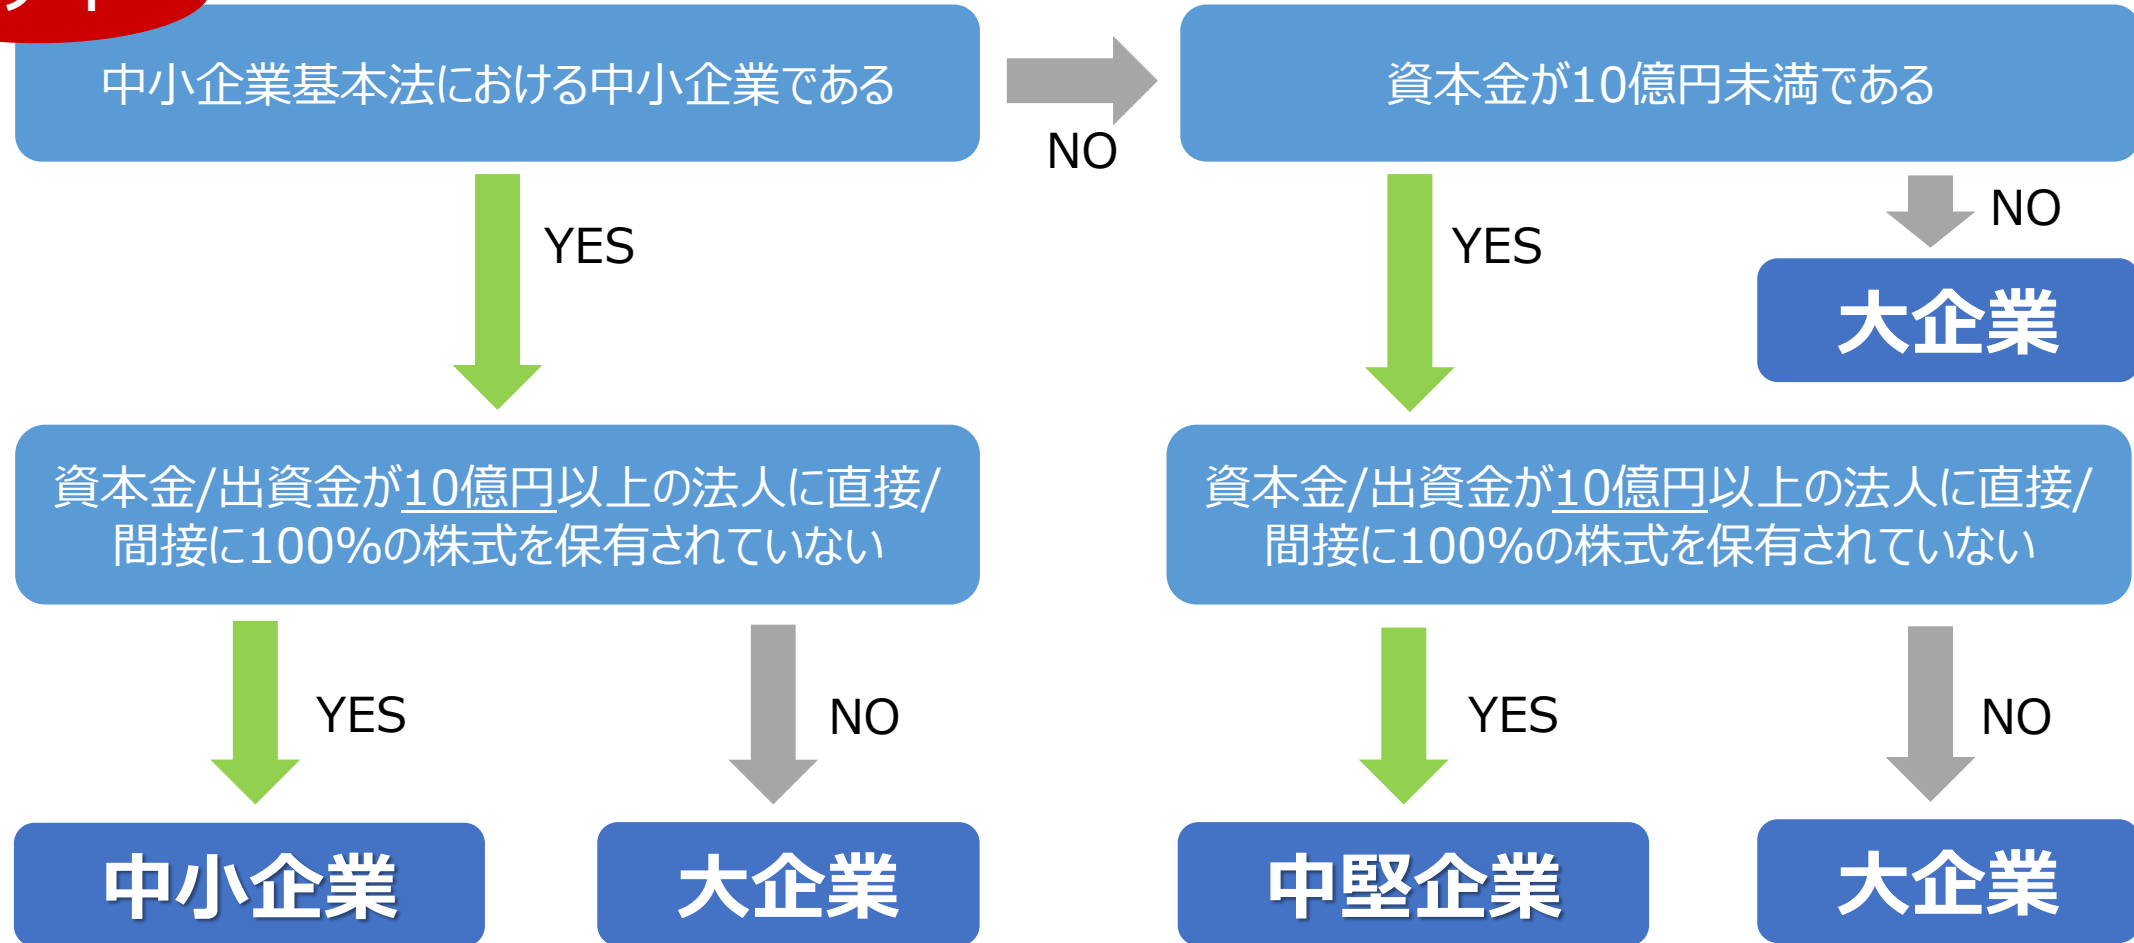 中小企業基本法における中小企業である
NO
資本金が10億円未満である
YES
YES
NO
大企業
資本金/出資金が10億円以上の法人に直接/
間接に100%の株式を保有されていない
資本金/出資金が10億円以上の法人に直接/
間接に100%の株式を保有されていない
YES
NO
YES
NO
中小企業
大企業
中堅企業
大企業